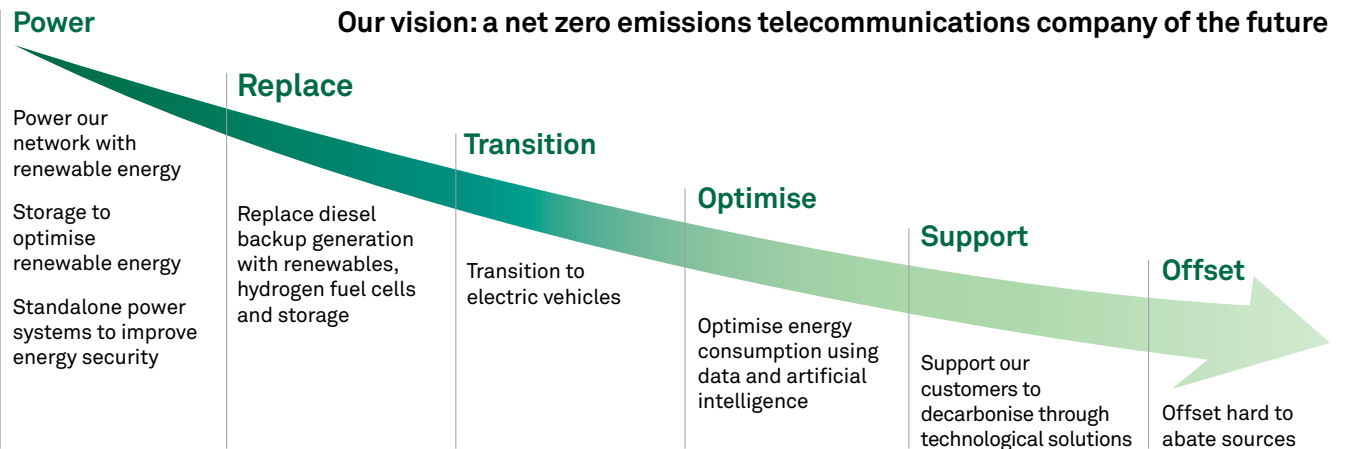 Power
Our vision: a net zero emissions telecommunications company of the future
Power our
network with
renewable energy
Storage to
optimise
renewable energy
Standalone power
systems to improve
energy security
Replace
Replace diesel
backup generation
with renewables,
hydrogen fuel cells
and storage
Transition
Transition to
electric vehicles
Optimise
Optimise energy
consumption using
data and artificial
intelligence
Support
Support our
customers to
decarbonise through
technological solutions
Offset
Offset hard to
abate sources